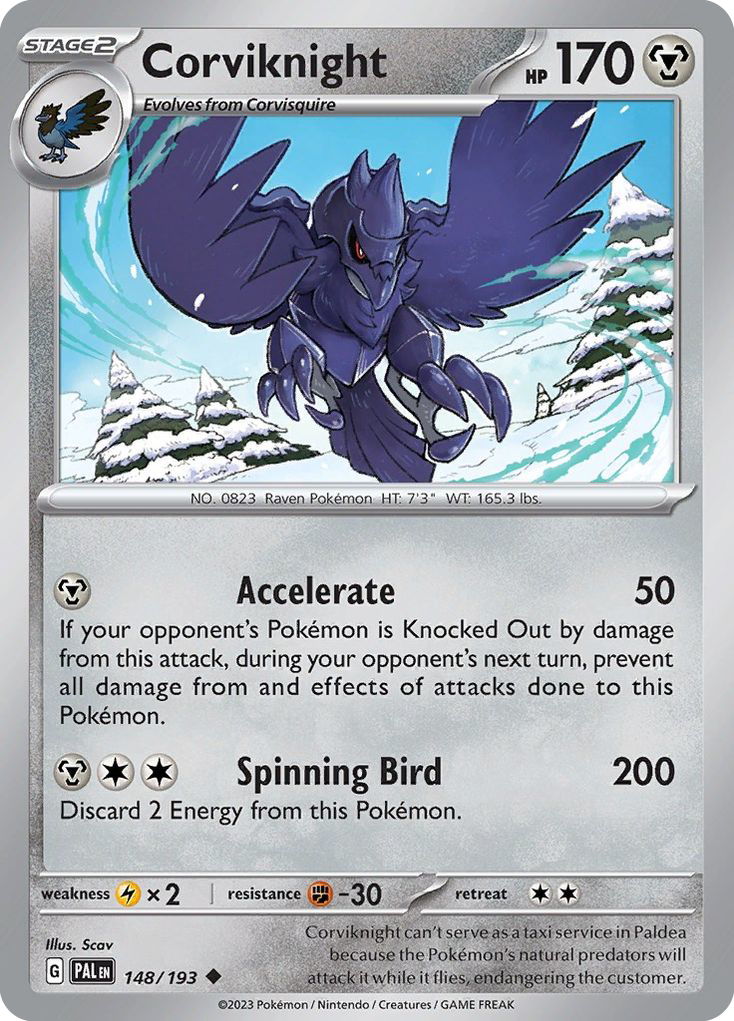 STAGE2
Corviknight
HP 170
Evolves from Corvisquire
NO. 0823 Raven Pokémon HT: 7'3" WT: 165.3 lbs.
Accelerate 50
If your opponent's Pokémon is Knocked Out by damage
from this attack, during your opponent's next turn, prevent
all damage from and effects of attacks done to this
Pokémon.
Spinning Bird 200
Discard 2 Energy from this Pokémon.
weakness ×2 resistance -30 retreat
Illus. Scav
Corviknight can't serve as a taxi service in Paldea
because the Pokémon's natural predators will
attack it while it flies, endangering the customer.
G PAL EN 148/193
©2023 Pokémon / Nintendo / Creatures / GAME FREAK